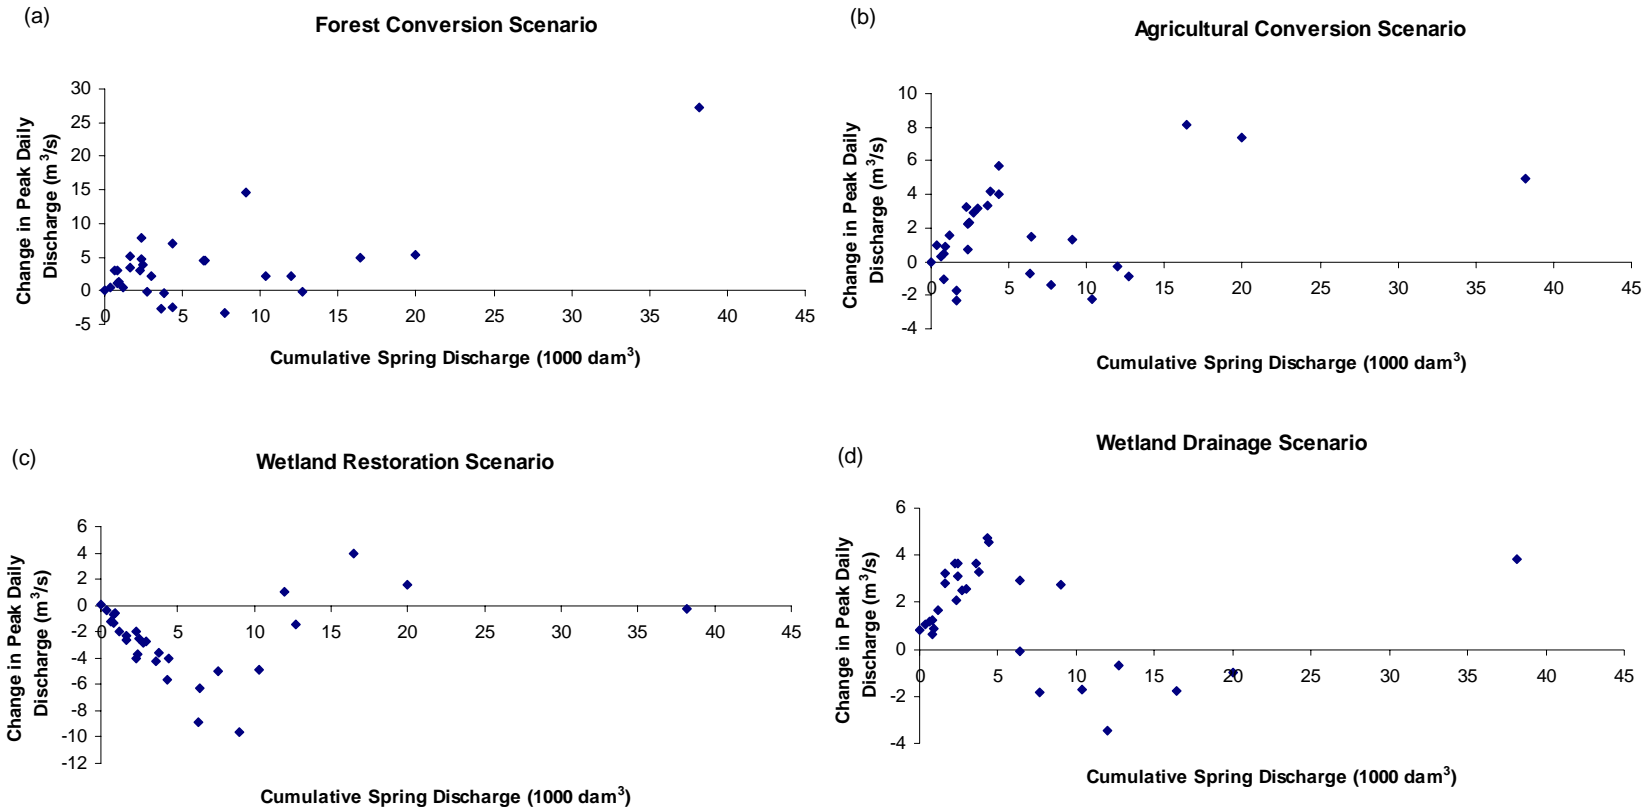 (a)
Forest Conversion Scenario
Change in Peak Daily
Discharge (m³/s)
30
25
20
15
10
5
0
-5
0 5 10 15 20 25 30 35 40 45
Cumulative Spring Discharge (1000 dam³)
(b)
Agricultural Conversion Scenario
Change in Peak Daily
Discharge (m³/s)
10
8
6
4
2
0
-2
-4
0 5 10 15 20 25 30 35 40 45
Cumulative Spring Discharge (1000 dam³)
(c)
Wetland Restoration Scenario
Change in Peak Daily
Discharge (m³/s)
6
4
2
0
-2
-4
-6
-8
-10
-12
0 5 10 15 20 25 30 35 40 45
Cumulative Spring Discharge (1000 dam³)
(d)
Wetland Drainage Scenario
Change in Peak Daily
Discharge (m³/s)
6
4
2
0
-2
-4
0 5 10 15 20 25 30 35 40 45
Cumulative Spring Discharge (1000 dam³)